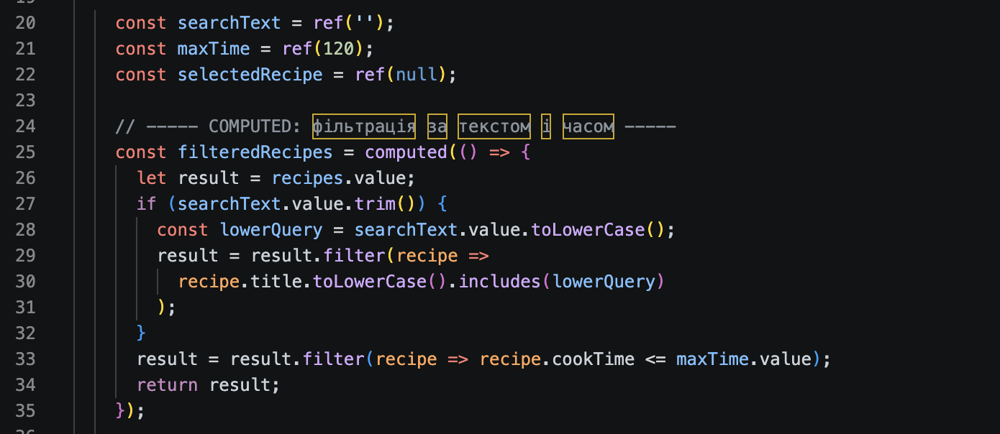 20 const searchText = ref('');
21 const maxTime = ref(120);
22 const selectedRecipe = ref(null);
23
24 // ----- COMPUTED: фільтрація за текстом і часом -----
25 const filteredRecipes = computed(() => {
26 let result = recipes.value;
27 if (searchText.value.trim()) {
28 const lowerQuery = searchText.value.toLowerCase();
29 result = result.filter(recipe =>
30 recipe.title.toLowerCase().includes(lowerQuery)
31 );
32 }
33 result = result.filter(recipe => recipe.cookTime <= maxTime.value);
34 return result;
35 });